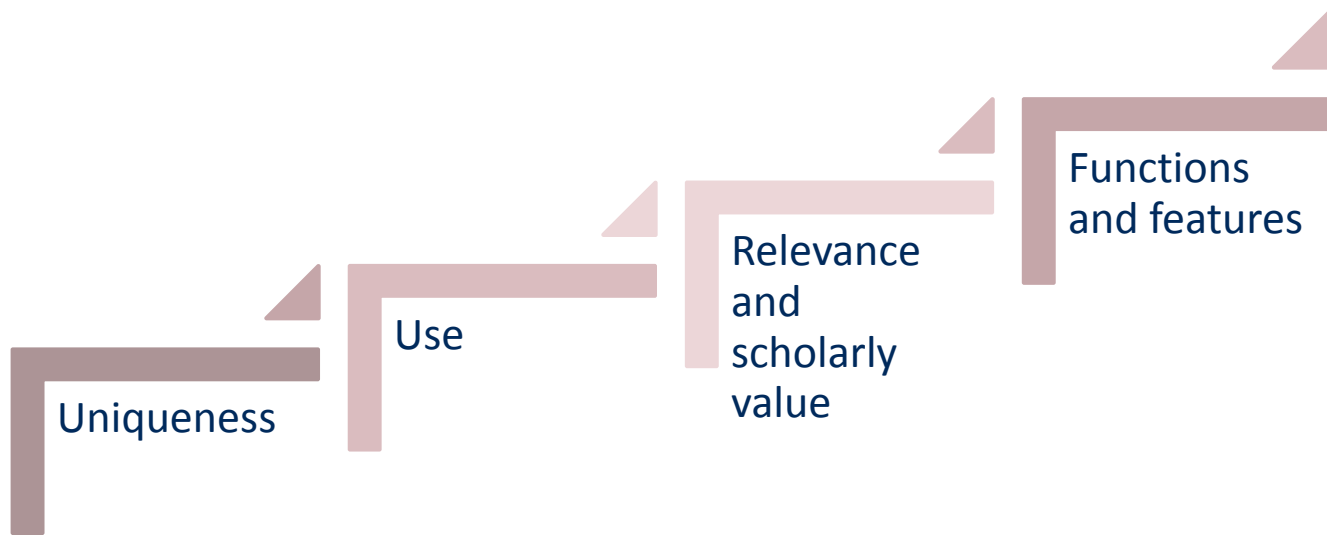 Uniqueness
Use
Relevance
and
scholarly
value
Functions
and features